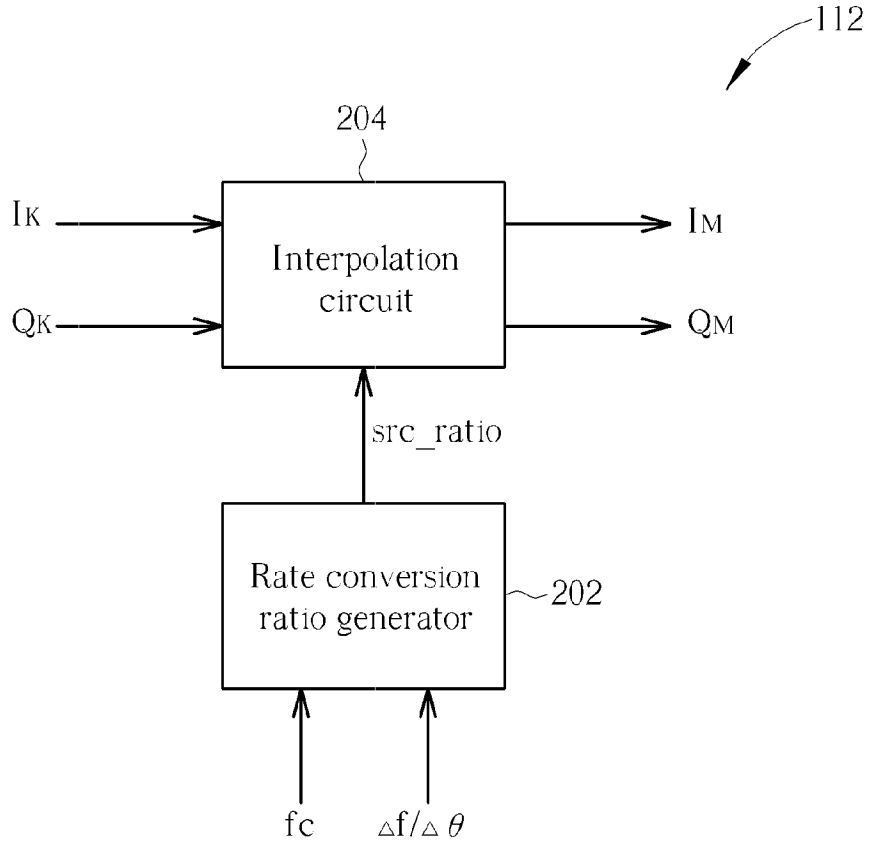 112
204
IK
IM
Interpolation
circuit
QK
QM
src_ratio
Rate conversion
ratio generator
202
fc
△f/△θ